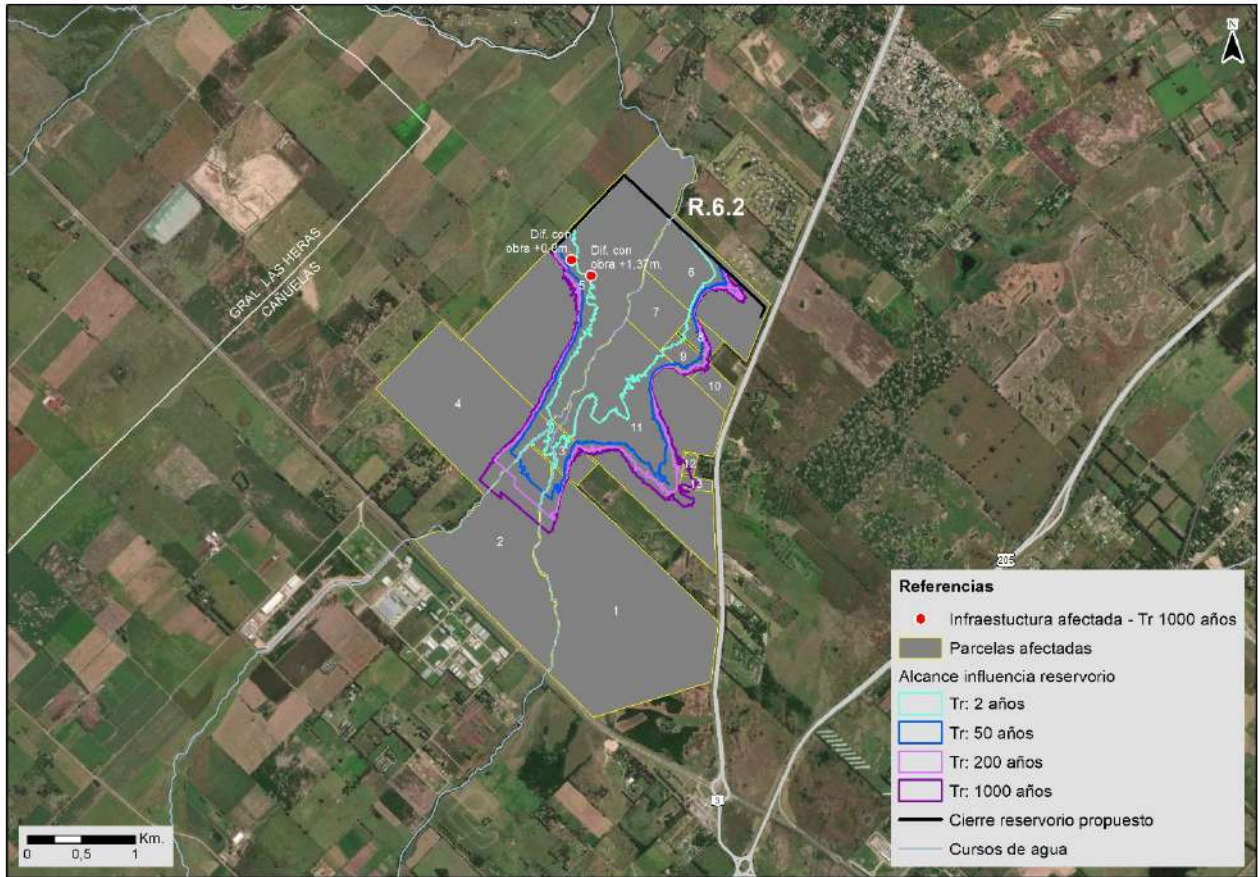 N
R.6.2
Dif. con
obra +0,6m.
Dif. con
obra +1,37m.
GRAL. LAS HERAS
CAÑUELAS
5
6
7
8
9
10
4
11
3
12
13
2
1
205
3
Referencias
Infraestuctura afectada - Tr 1000 años
Parcelas afectadas
Alcance influencia reservorio
Tr: 2 años
Tr: 50 años
Tr: 200 años
Tr: 1000 años
Cierre reservorio propuesto
Cursos de agua
Km.
0 0,5 1